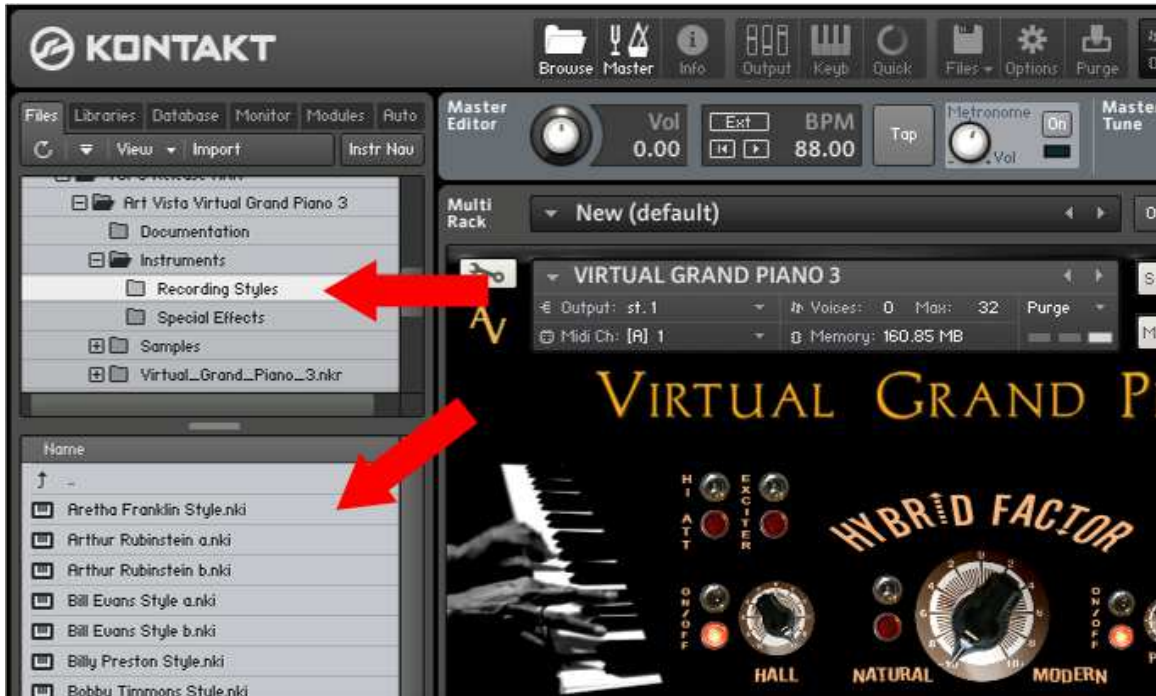 KONTAKT
Browse Master Info Output Keyb Quick Files Options Purge
Files Libraries Database Monitor Modules Auto
View Import Instr Nav
Art Vista Virtual Grand Piano 3
Documentation
Instruments
Recording Styles
Special Effects
Samples
Virtual_Grand_Piano_3.nkr
Name
Aretha Franklin Style.nki
Arthur Rubinstein a.nki
Arthur Rubinstein b.nki
Bill Evans Style a.nki
Bill Evans Style b.nki
Billy Preston Style.nki
Bobby Timmons Style.nki
Master
Editor
Vol
0.00
Ext BPM
88.00
Tap
Metronome
On
Vol
Master
Tune
Multi
Rack
New (default)
VIRTUAL GRAND PIANO 3
Output: st. 1 Voices: 0 Max: 32 Purge
Midi Ch: [A] 1 Memory: 160.85 MB
AV
VIRTUAL GRAND P
HI ATT
EXCITER
HYBRID FACTOR
ON/OFF
HALL
NATURAL
MODERN
ON/OFF